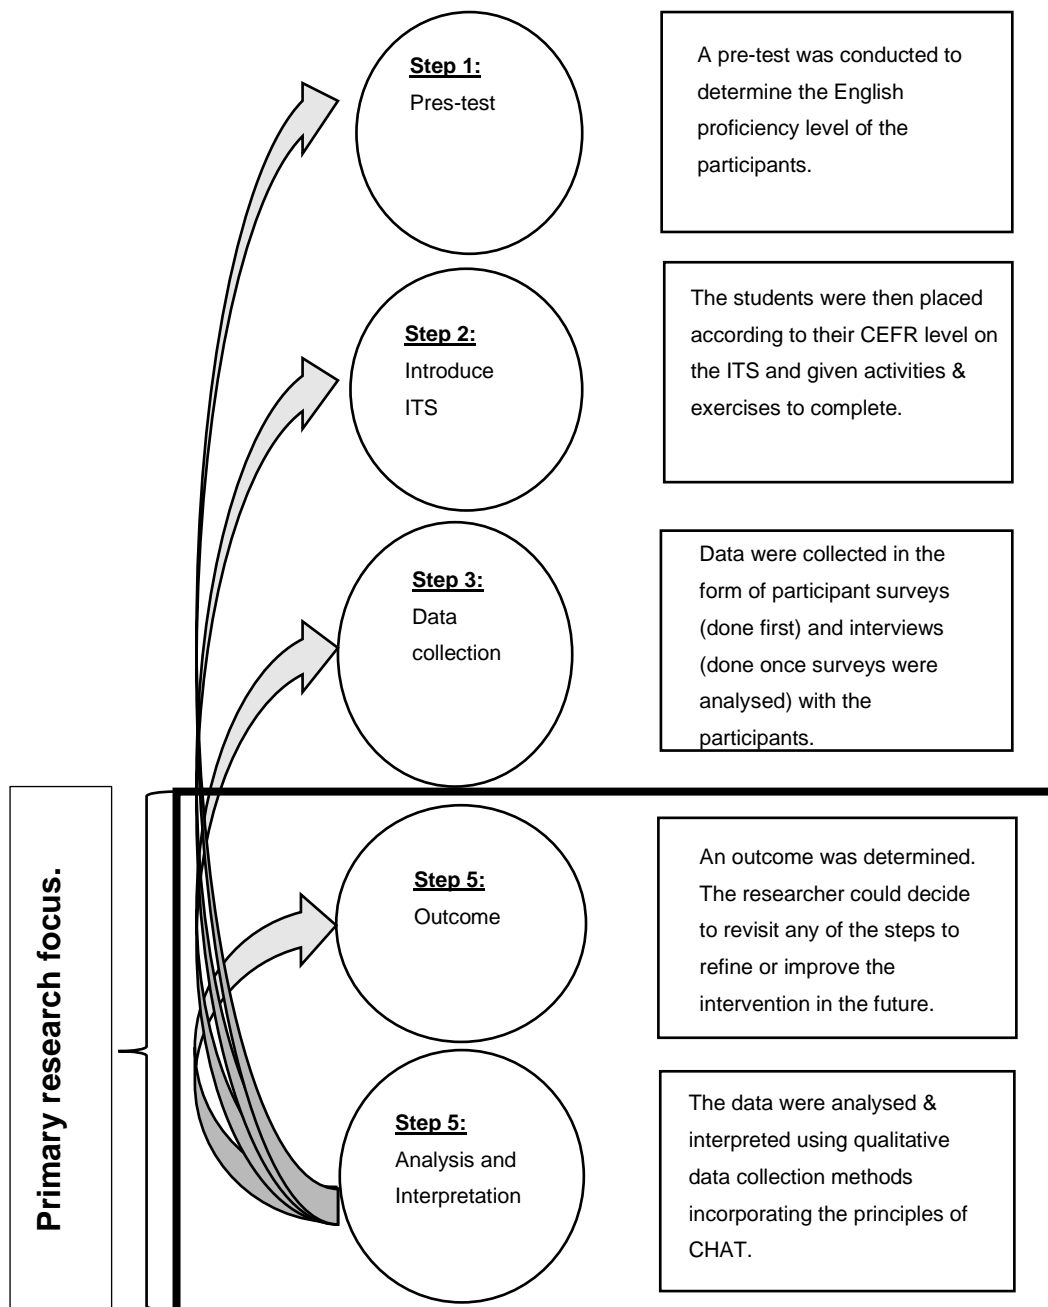 Step 1:
Pres-test
A pre-test was conducted to
determine the English
proficiency level of the
participants.
Step 2:
Introduce
ITS
The students were then placed
according to their CEFR level on
the ITS and given activities &
exercises to complete.
Step 3:
Data
collection
Data were collected in the
form of participant surveys
(done first) and interviews
(done once surveys were
analysed) with the
participants.
Primary research focus.
Step 5:
Outcome
An outcome was determined.
The researcher could decide
to revisit any of the steps to
refine or improve the
intervention in the future.
Step 5:
Analysis and
Interpretation
The data were analysed &
interpreted using qualitative
data collection methods
incorporating the principles of
CHAT.